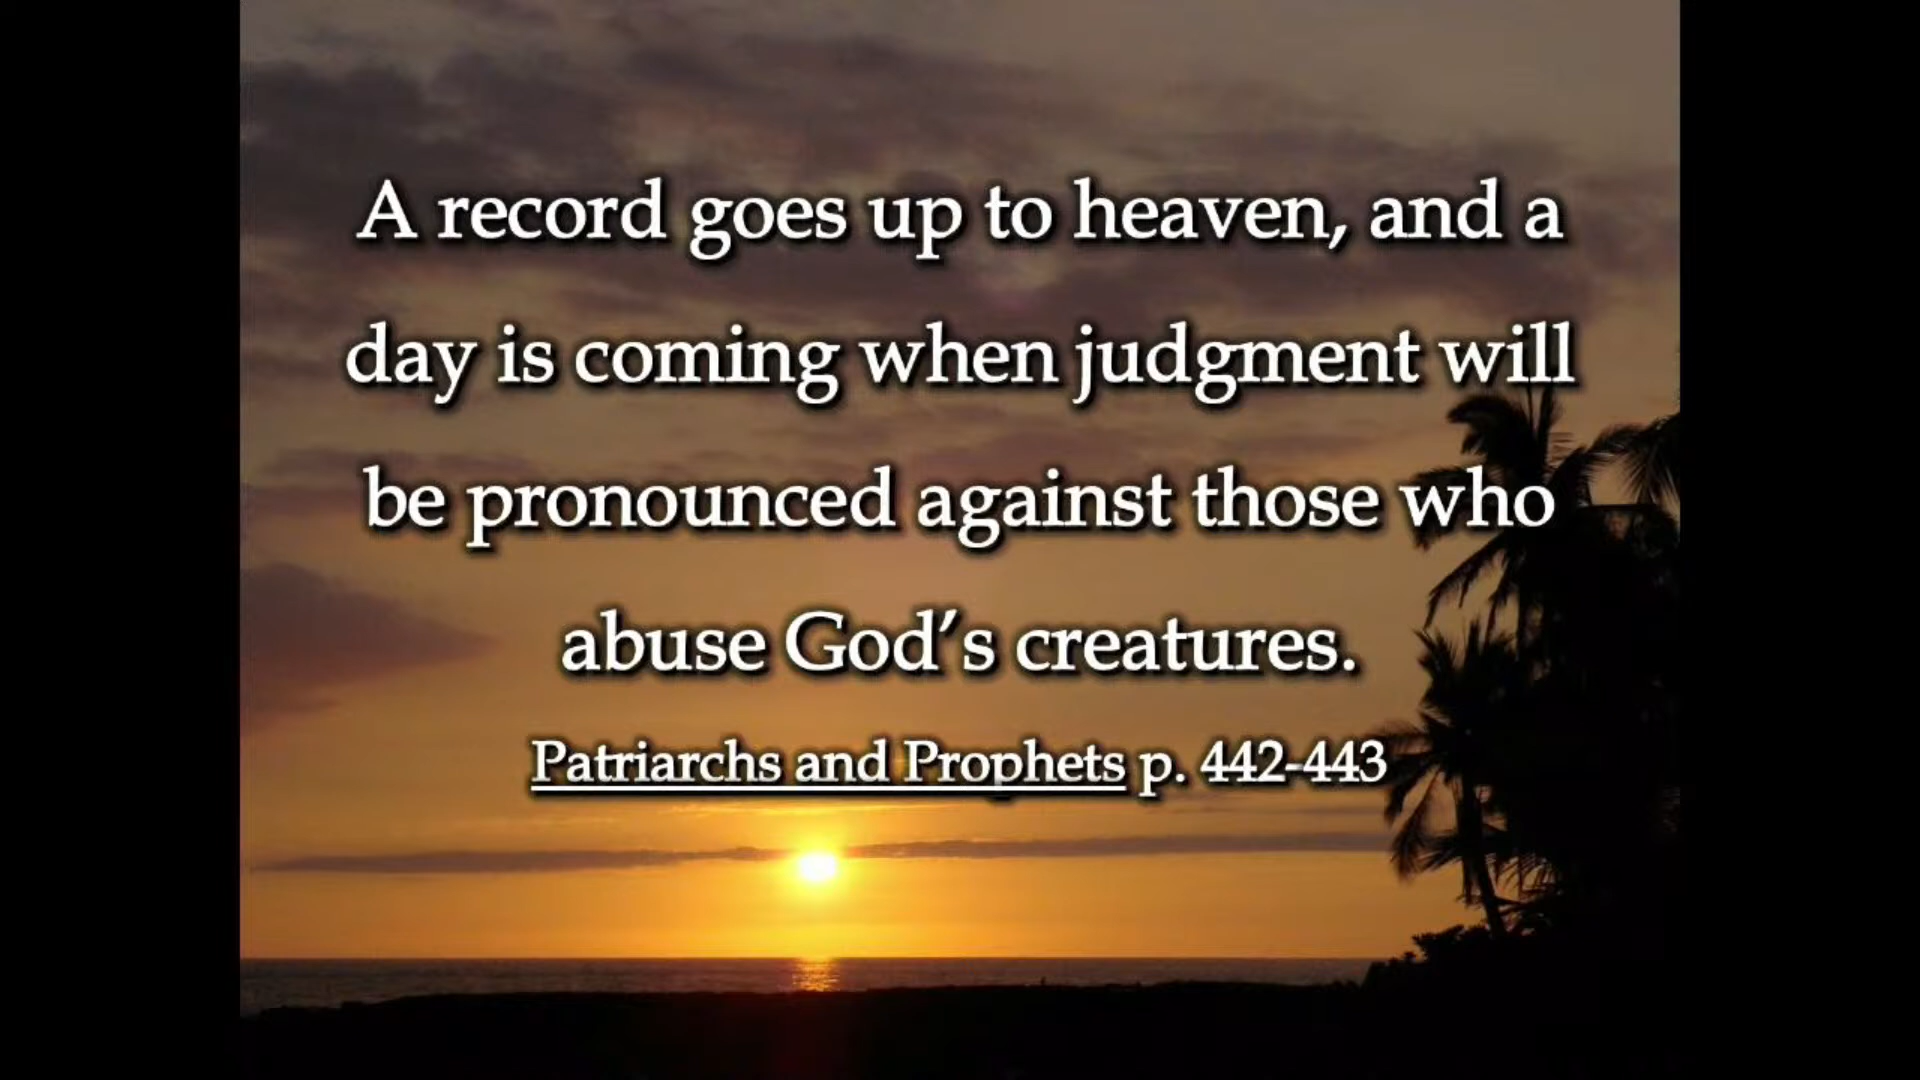 A record goes up to heaven, and a
day is coming when judgment will
be pronounced against those who
abuse God’s creatures.
Patriarchs and Prophets p. 442-443